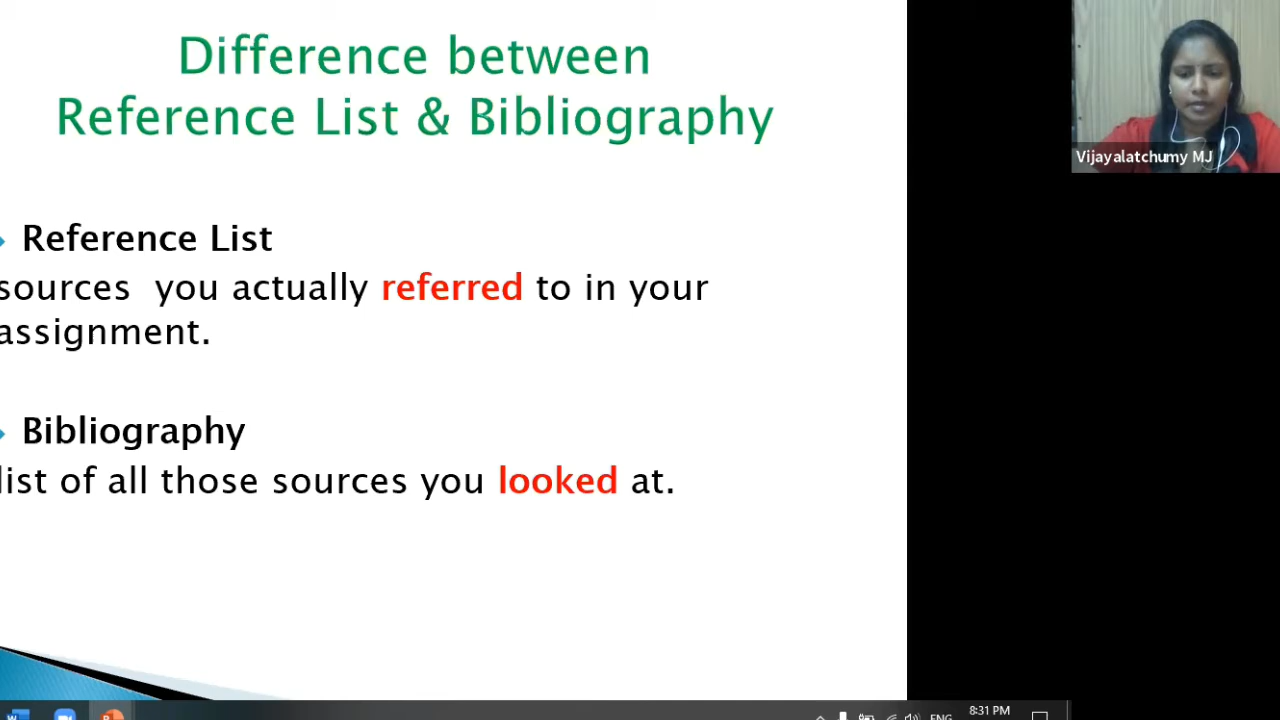 Difference between
Reference List & Bibliography
Reference List
sources you actually referred to in your
assignment.
Bibliography
list of all those sources you looked at.
Vijayalatchumy MJ
ENG
8:31 PM